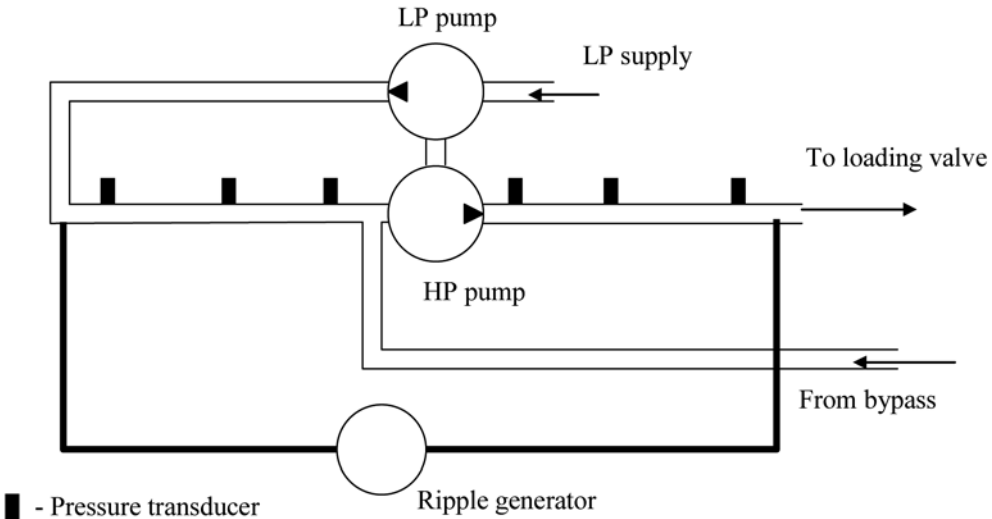 LP pump
LP supply
To loading valve
HP pump
From bypass
Ripple generator
- Pressure transducer